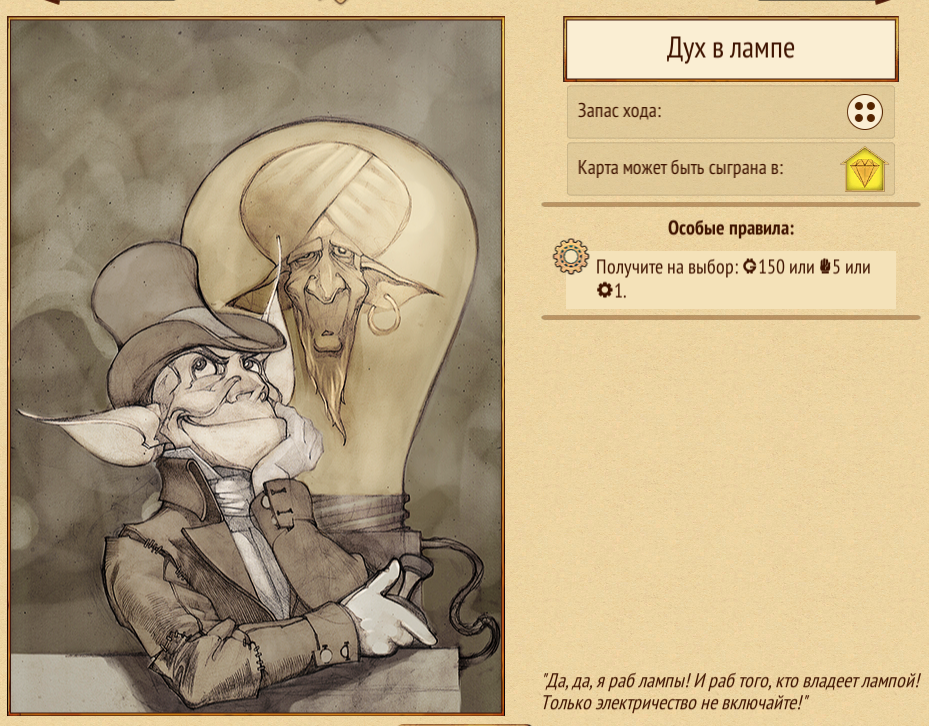 Дух в лампе
Запас хода:
Карта может быть сыграна в:
Особые правила:
Получите на выбор: 150 или 5 или
1.
"Да, да, я раб лампы! И раб того, кто владеет лампой!
Только электричество не включайте!"